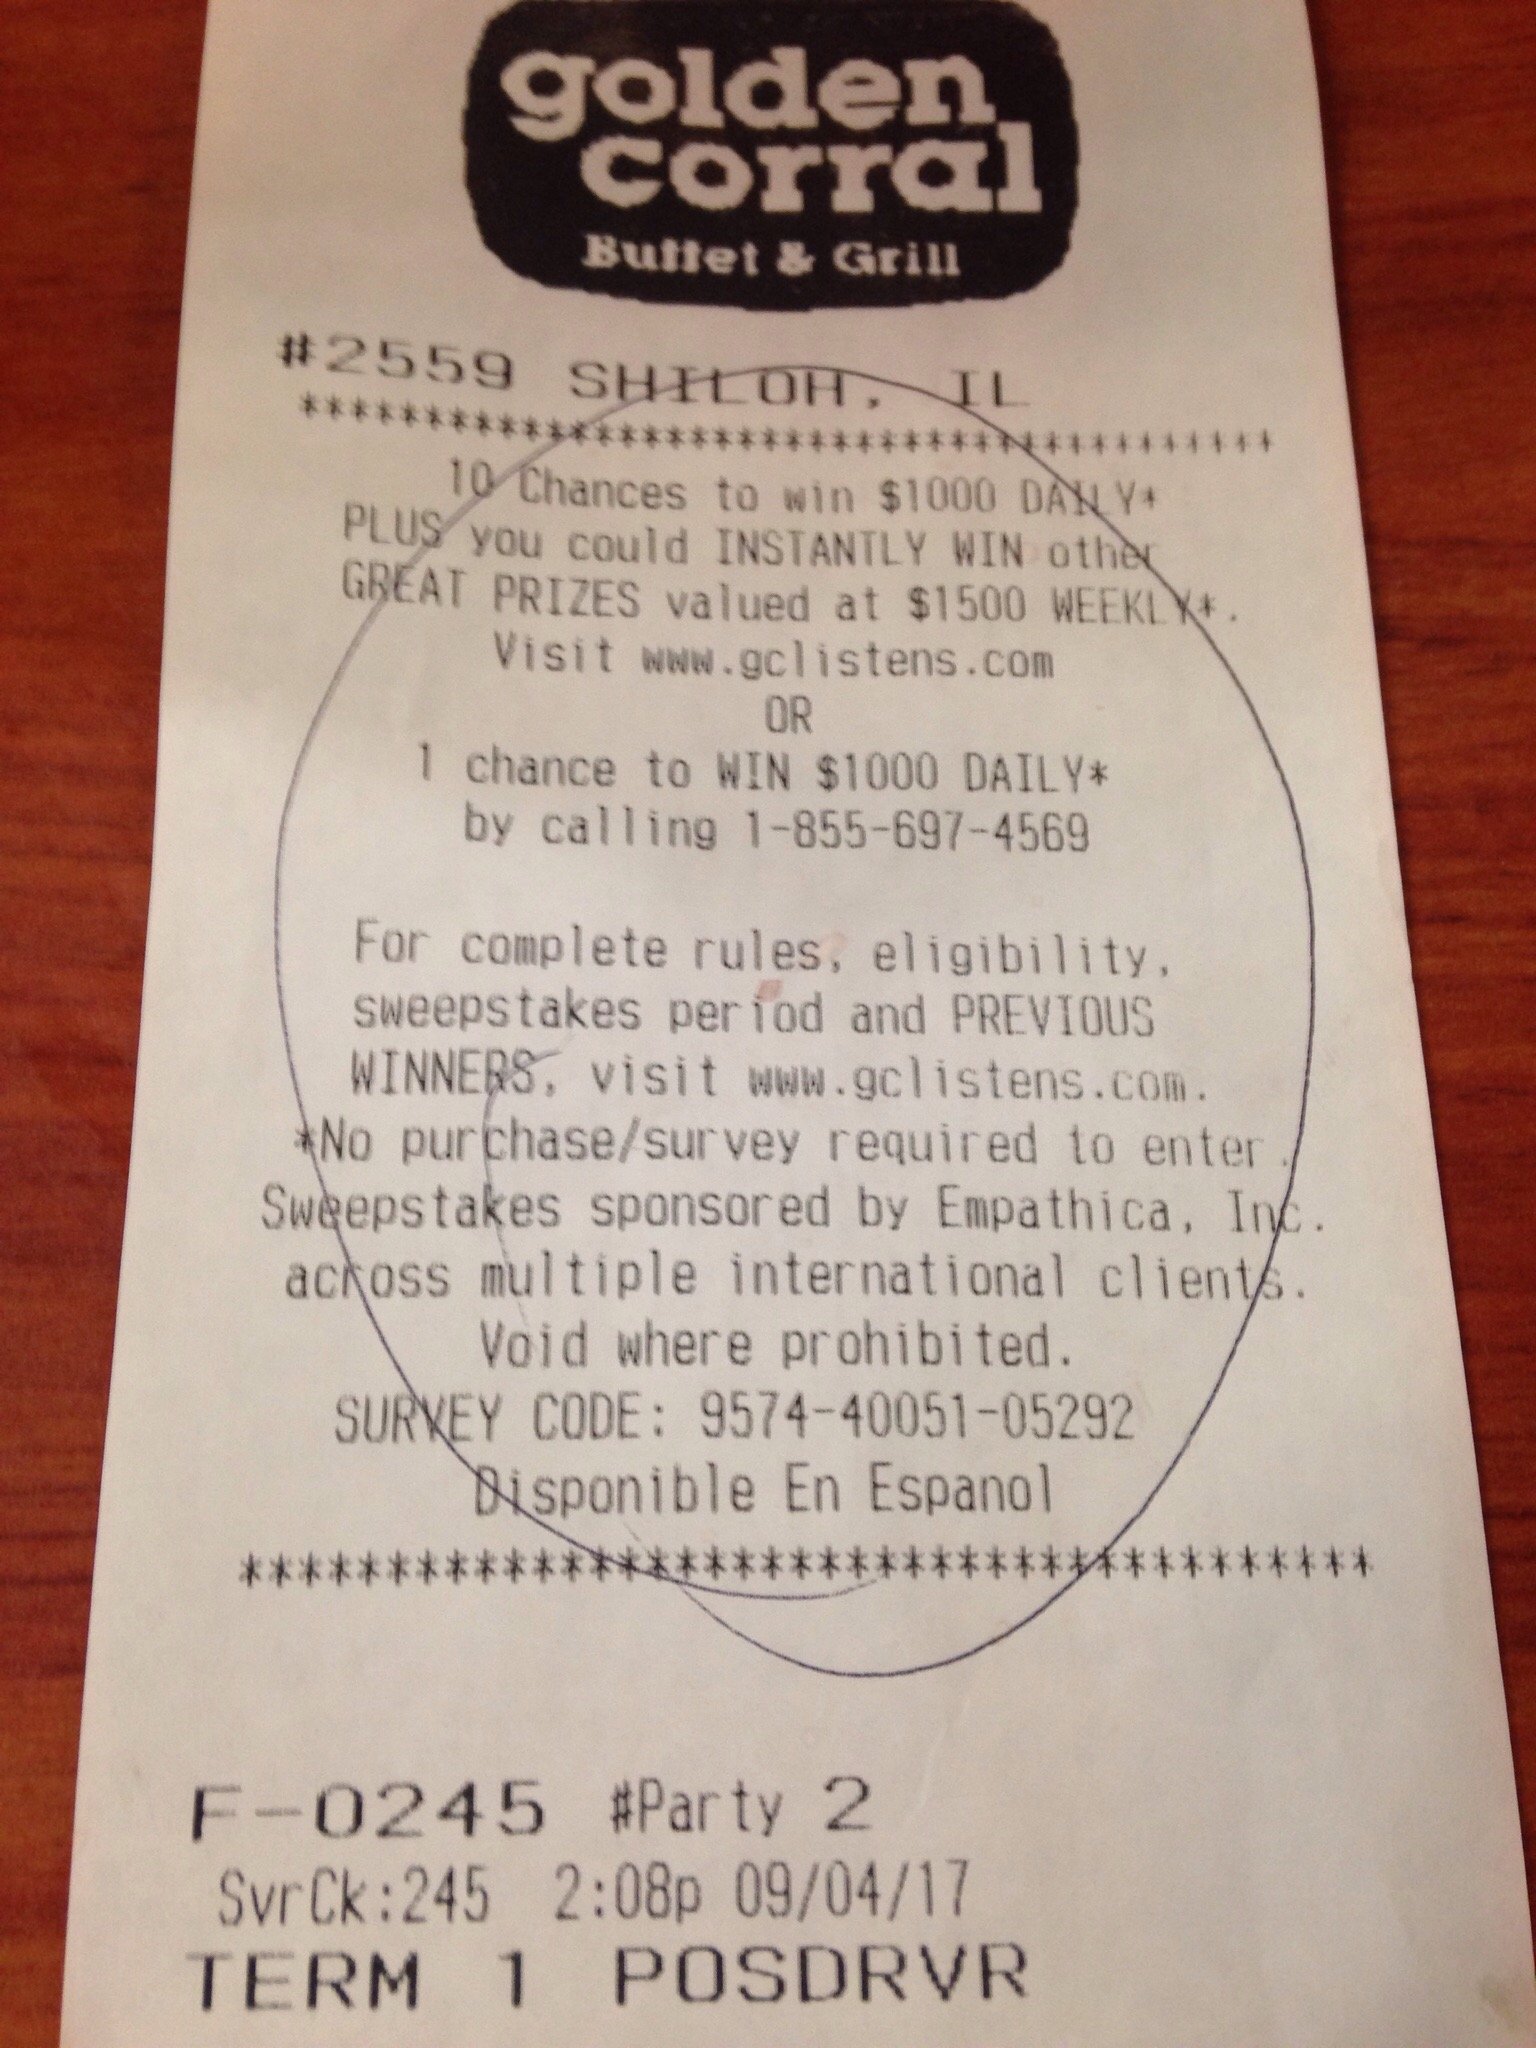 golden
corral
Buffet & Grill
#2559 SHILOH, IL
****************************************
10 Chances to win $1000 DAILY*
PLUS you could INSTANTLY WIN other
GREAT PRIZES valued at $1500 WEEKLY*.
Visit www.gclistens.com
OR
1 chance to WIN $1000 DAILY*
by calling 1-855-697-4569
For complete rules, eligibility,
sweepstakes period and PREVIOUS
WINNERS, visit www.gclistens.com.
*No purchase/survey required to enter.
Sweepstakes sponsored by Empathica, Inc.
across multiple international clients.
Void where prohibited.
SURVEY CODE: 9574-40051-05292
Disponible En Espanol
****************************************
F-0245 #Party 2
SvrCk:245 2:08p 09/04/17
TERM 1 POSDRVR